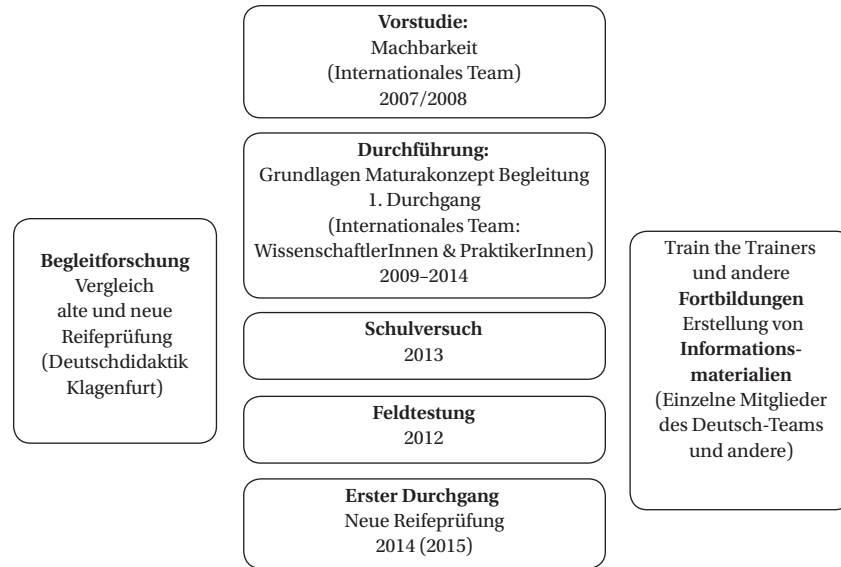 Vorstudie:
Machbarkeit
(Internationales Team)
2007/2008
Durchführung:
Grundlagen Maturakonzept Begleitung
1. Durchgang
(Internationales Team:
WissenschaftlerInnen & PraktikerInnen)
2009–2014
Begleitforschung
Vergleich
alte und neue
Reifeprüfung
(Deutschdidaktik
Klagenfurt)
Schulversuch
2013
Feldtestung
2012
Erster Durchgang
Neue Reifeprüfung
2014 (2015)
Train the Trainers
und andere
Fortbildungen
Erstellung von
Informations-
materialien
(Einzelne Mitglieder
des Deutsch-Teams
und andere)